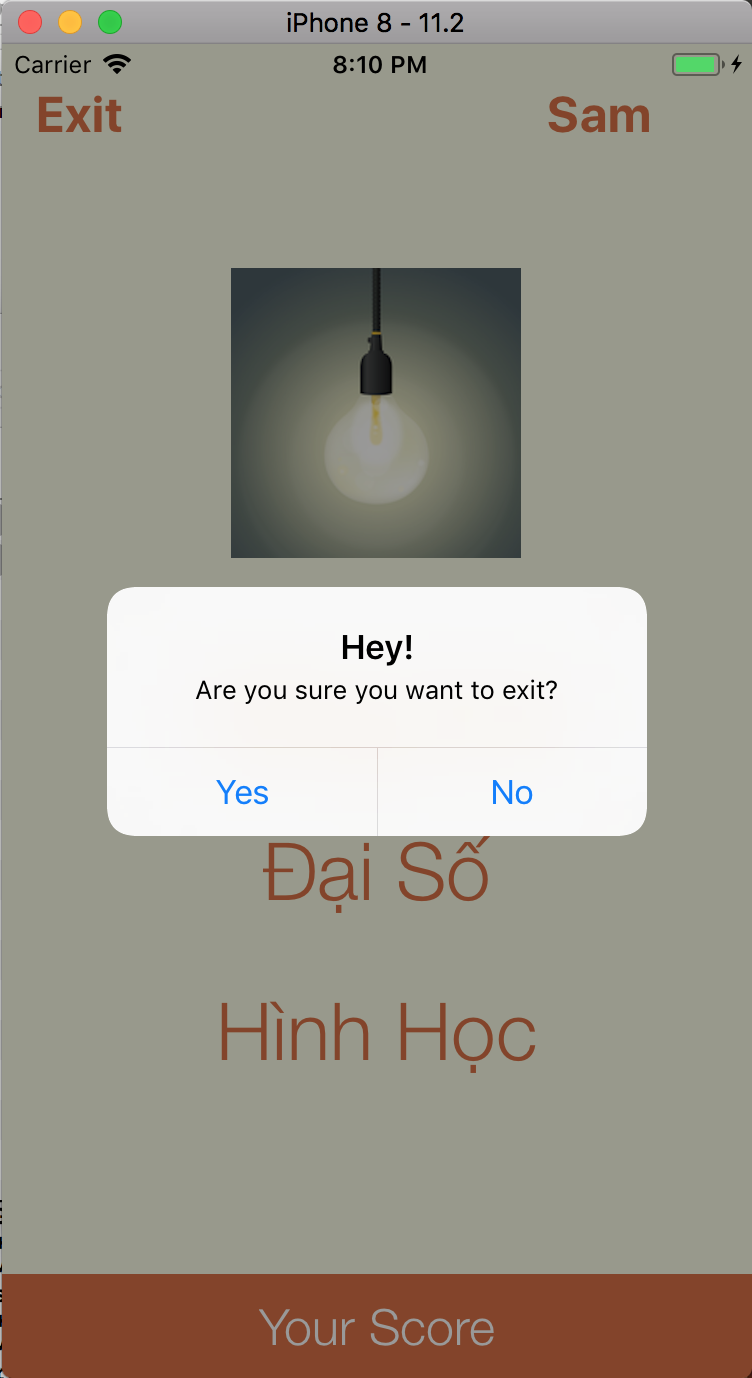 iPhone 8 - 11.2
Carrier 8:10 PM
Exit Sam
Hey!
Are you sure you want to exit?
Yes No
Đại Số
Hình Học
Your Score